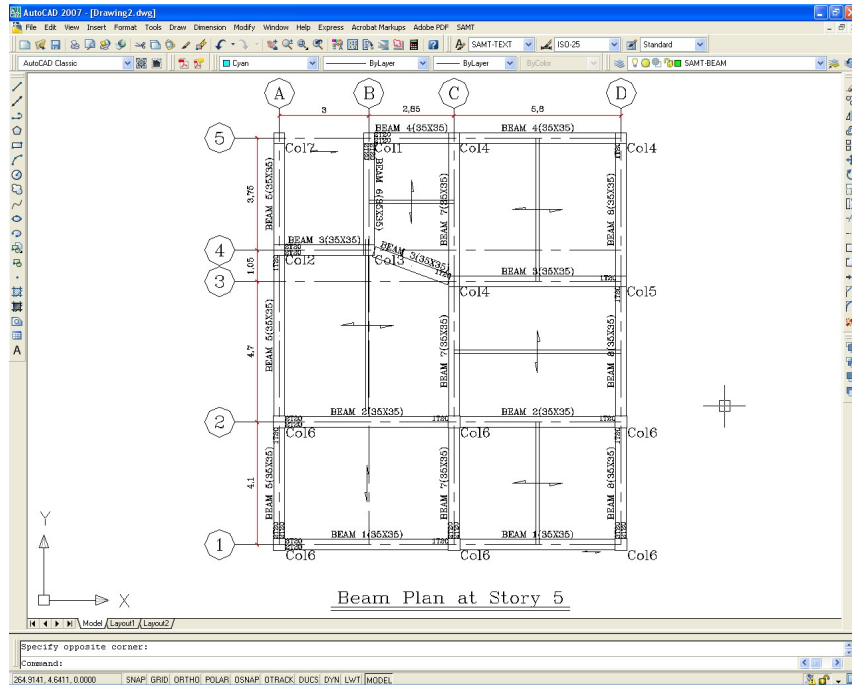 AutoCAD 2007 - [Drawing2.dwg]
File Edit View Insert Format Tools Draw Dimension Modify Window Help Express Acrobat Markups Adobe PDF SAMT
SAMT-TEXT ISO-25 Standard
AutoCAD Classic Cyan ByLayer ByLayer ByColor SAMT-BEAM
A B C D
3 2,85 5,8
BEAM 4(35X35) BEAM 4(35X35)
5
Col7 Col1 Col4 Col4
3,75
BEAM 5(35X35) BEAM 6(35X35) BEAM 7(35X35) BEAM 8(35X35)
BEAM 3(35X35) BEAM 3(35X35)
4
Col2 Col3
1,05
BEAM 3(35X35)
3
Col4 Col5
4,7
BEAM 5(35X35) BEAM 7(35X35) BEAM 8(35X35)
BEAM 2(35X35) BEAM 2(35X35)
2
Col6 Col6 Col6
4,1
BEAM 5(35X35) BEAM 7(35X35) BEAM 8(35X35)
BEAM 1(35X35) BEAM 1(35X35)
1
Col6 Col6 Col6
Y
X
Beam Plan at Story 5
Model Layout1 Layout2
Specify opposite corner:
Command:
264.9141, 4.6411, 0.0000 SNAP GRID ORTHO POLAR OSNAP OTRACK DUCS DYN LWT MODEL